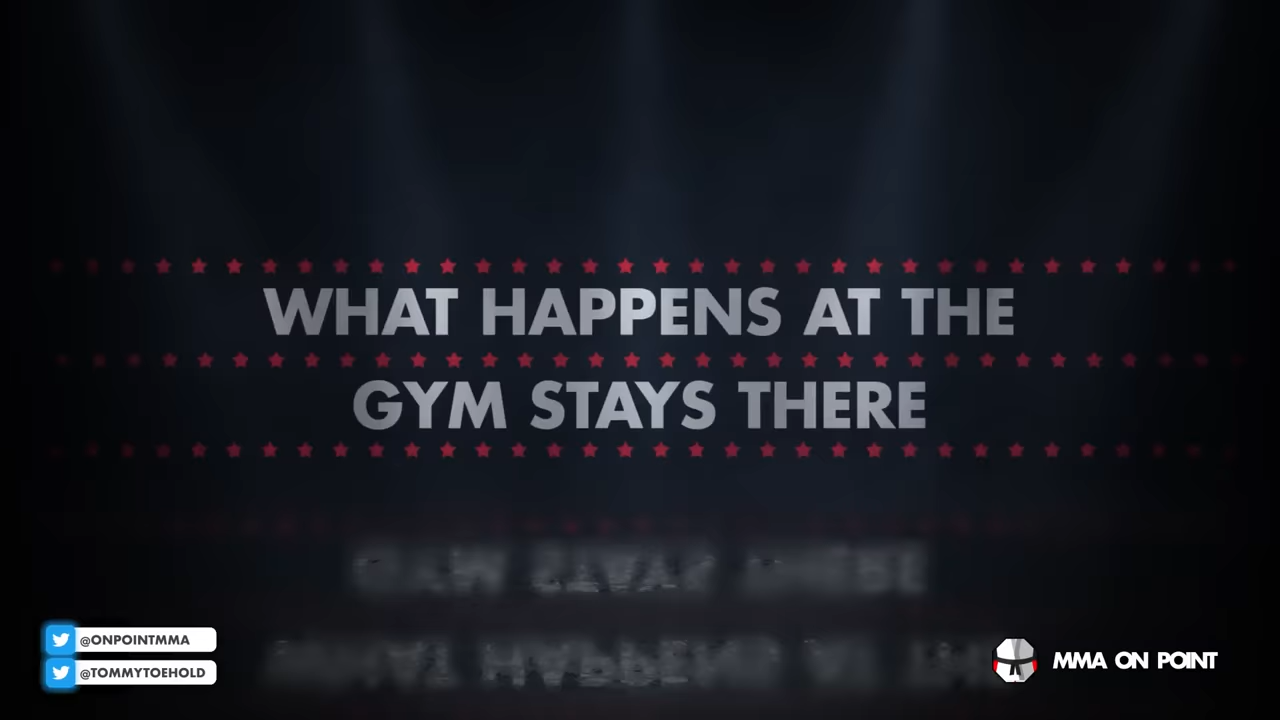 WHAT HAPPENS AT THE
GYM STAYS THERE
@ONPOINTMMA
@TOMMYTOEHOLD
MMA ON POINT